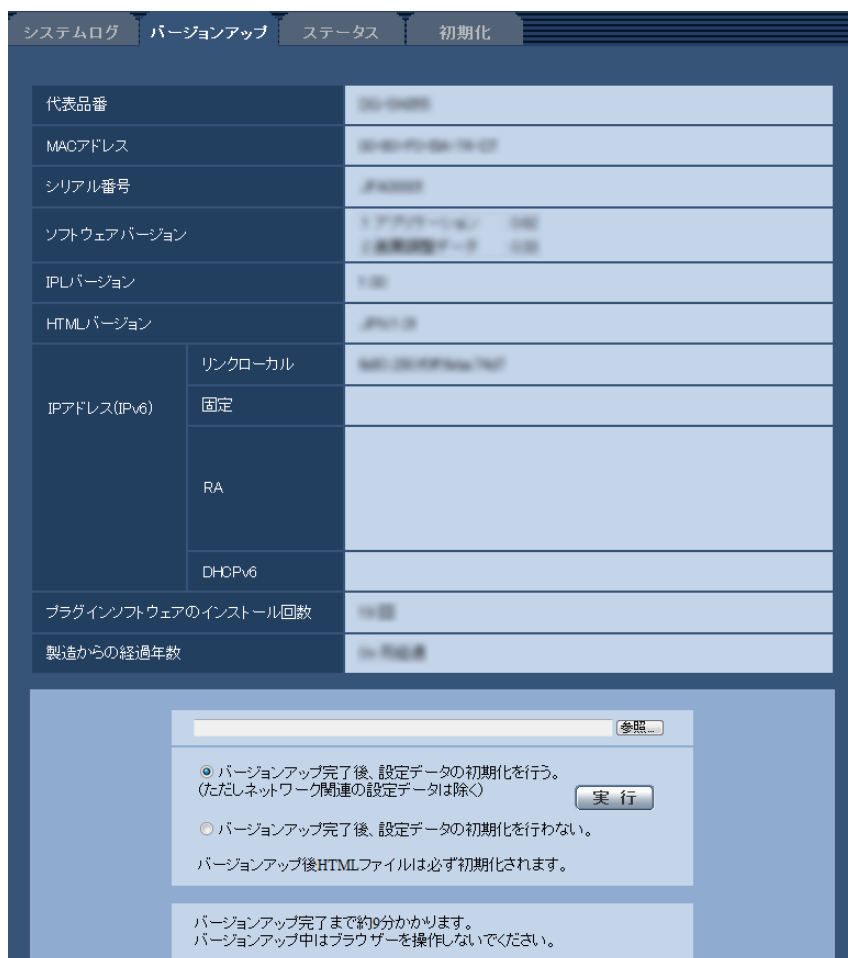 システムログ バージョンアップ ステータス 初期化
代表品番
MACアドレス
シリアル番号
ソフトウェアバージョン
IPLバージョン
HTMLバージョン
IPアドレス(IPv6)
リンクローカル
固定
RA
DHCPv6
プラグインソフトウェアのインストール回数
製造からの経過年数
参照...
バージョンアップ完了後、設定データの初期化を行う。
(ただしネットワーク関連の設定データは除く)
実 行
バージョンアップ完了後、設定データの初期化を行わない。
バージョンアップ後HTMLファイルは必ず初期化されます。
バージョンアップ完了まで約9分かかります。
バージョンアップ中はブラウザーを操作しないでください。